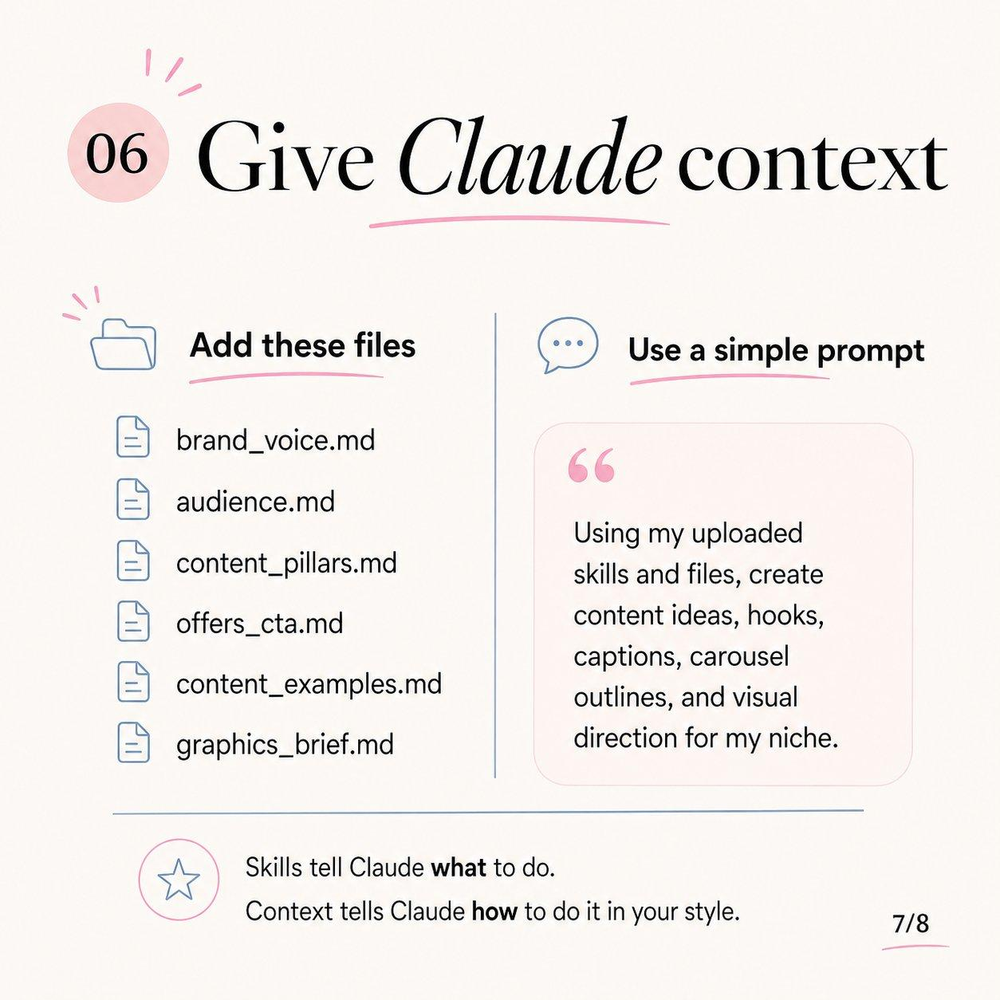 06
Give Claude context
Add these files
brand_voice.md
audience.md
content_pillars.md
offers_cta.md
content_examples.md
graphics_brief.md
Use a simple prompt
“
Using my uploaded
skills and files, create
content ideas, hooks,
captions, carousel
outlines, and visual
direction for my niche.
Skills tell Claude what to do.
Context tells Claude how to do it in your style.
7/8